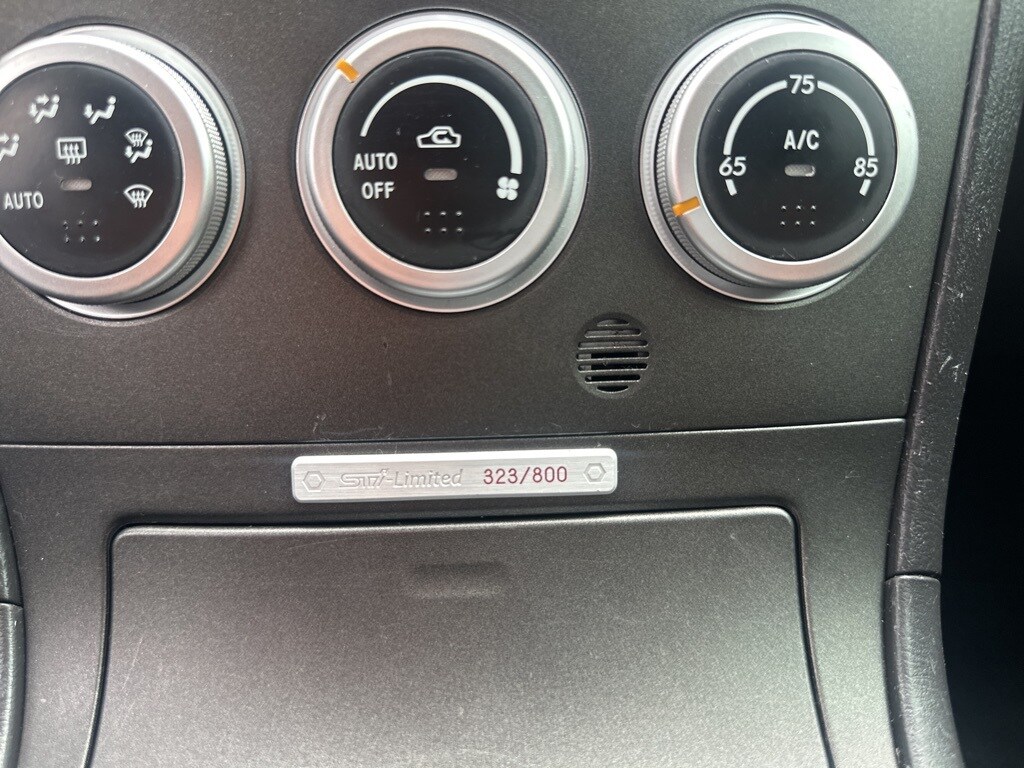 AUTO
AUTO
OFF
75
A/C
65
85
STI-Limited 323/800